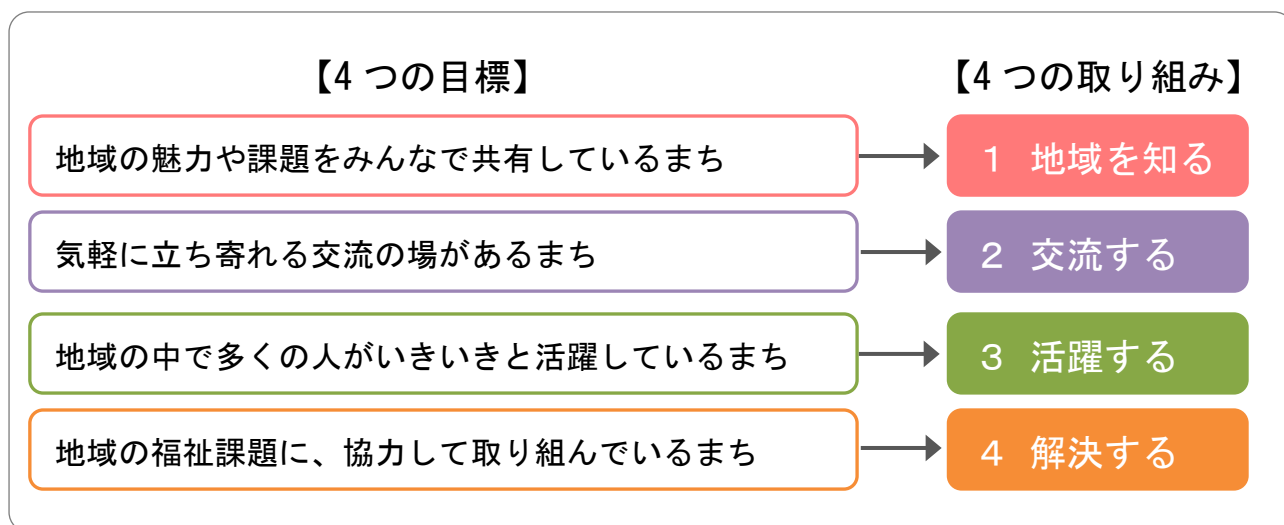 【4つの目標】
【4つの取り組み】
地域の魅力や課題をみんなで共有しているまち
1 地域を知る
気軽に立ち寄れる交流の場があるまち
2 交流する
地域の中で多くの人がいきいきと活躍しているまち
3 活躍する
地域の福祉課題に、協力して取り組んでいるまち
4 解決する